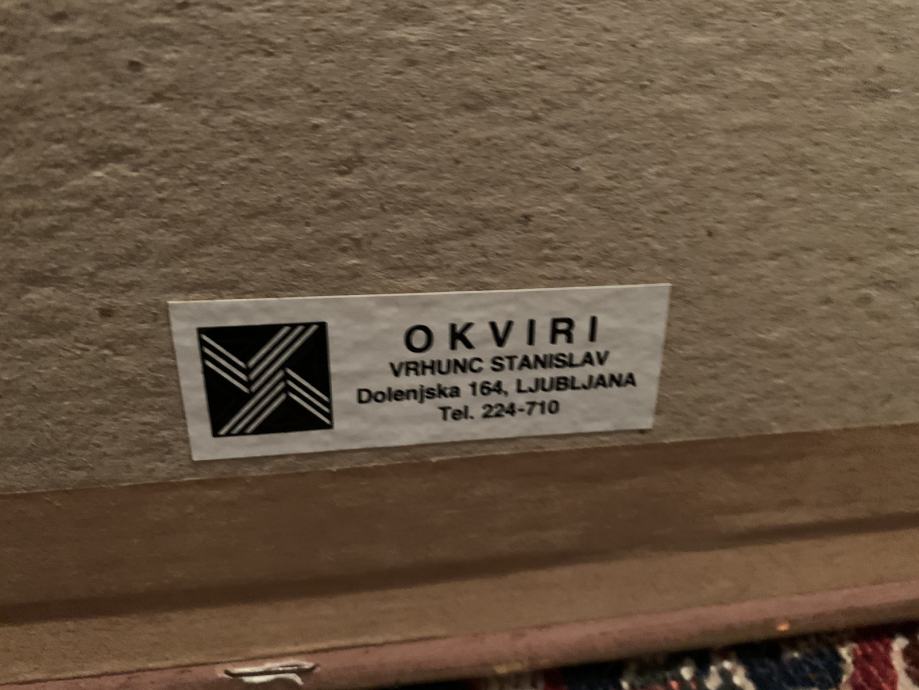 OKVIRI
VRHUNC STANISLAV
Dolenjska 164, LJUBLJANA
Tel. 224-710